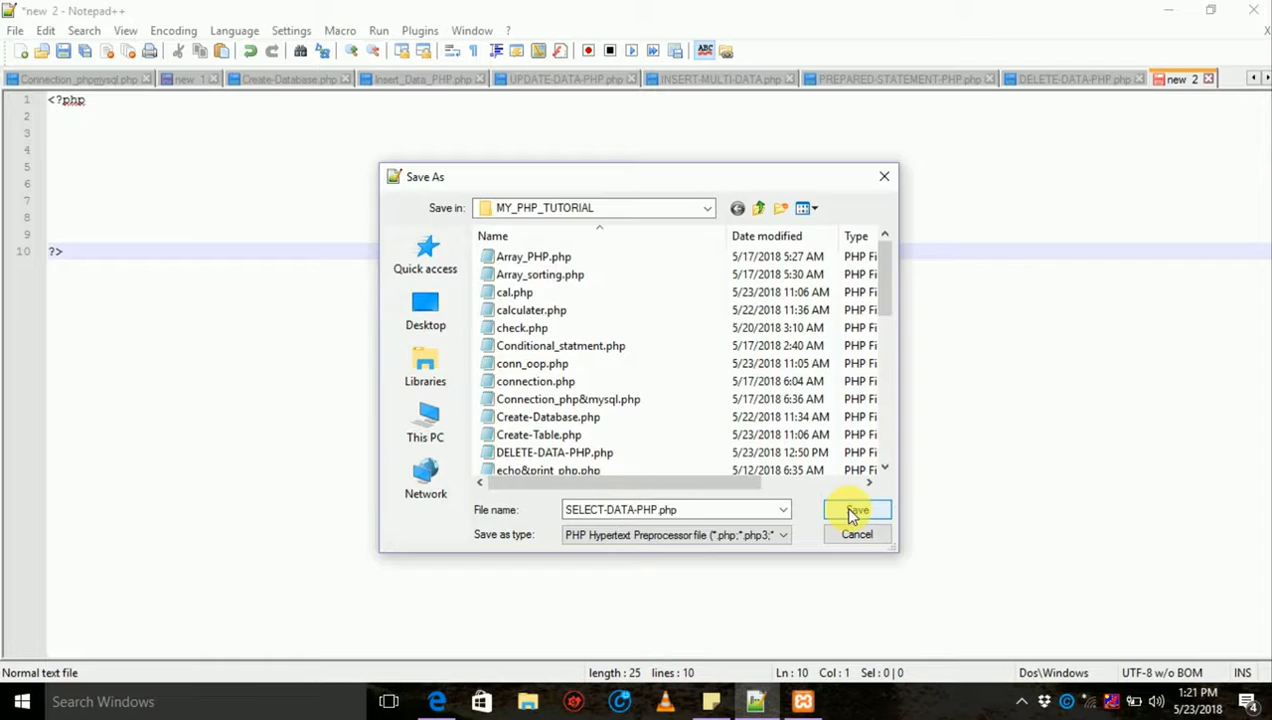 *new 2 - Notepad++
File Edit Search View Encoding Language Settings Macro Run Plugins Window ? X
ABC
Connection_php&mysql.php new 1 Create-Database.php Insert_Data_PHP.php UPDATE-DATA-PHP.php INSERT-MULTI-DATA.php PREPARED-STATEMENT-PHP.php DELETE-DATA-PHP.php new 2
1 <?php
2
3
4
5
6
7
8
9
10 ?>
Save As
Save in: MY_PHP_TUTORIAL
Name Date modified Type
Array_PHP.php 5/17/2018 5:27 AM PHP Fi
Array_sorting.php 5/17/2018 5:30 AM PHP Fi
cal.php 5/23/2018 11:06 AM PHP Fi
calculater.php 5/22/2018 11:36 AM PHP Fi
check.php 5/20/2018 3:10 AM PHP Fi
Conditional_statment.php 5/17/2018 2:40 AM PHP Fi
conn_oop.php 5/23/2018 11:05 AM PHP Fi
connection.php 5/17/2018 6:04 AM PHP Fi
Connection_php&mysql.php 5/17/2018 6:36 AM PHP Fi
Create-Database.php 5/22/2018 11:34 AM PHP Fi
Create-Table.php 5/23/2018 11:06 AM PHP Fi
DELETE-DATA-PHP.php 5/23/2018 12:50 PM PHP Fi
echo&print_php.php 5/12/2018 6:35 AM PHP Fi
Quick access
Desktop
Libraries
This PC
Network
File name: SELECT-DATA-PHP.php Save
Save as type: PHP Hypertext Preprocessor file (*.php;*.php3;* Cancel
Normal text file length : 25 lines : 10 Ln : 10 Col : 1 Sel : 0 | 0 Dos\Windows UTF-8 w/o BOM INS
Search Windows
1:21 PM
5/23/2018
4